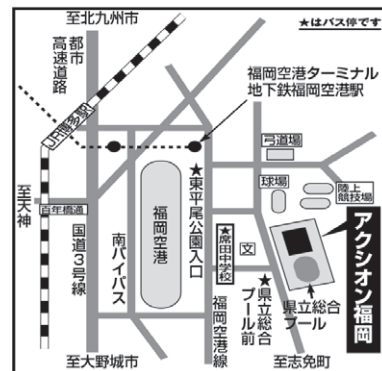 至北九州市
★はバス停です
都市
高速道路
JR博多駅
福岡空港ターミナル
地下鉄福岡空港駅
弓道場
球場
陸上
競技場
至天神
百年橋通
国道3号線
南バイパス
福岡空港
★東平尾公園入口
★席田中学校
文
福岡空港線
★県立総合
プール前
県立総合
プール
アクシオン福岡
至大野城市
至志免町